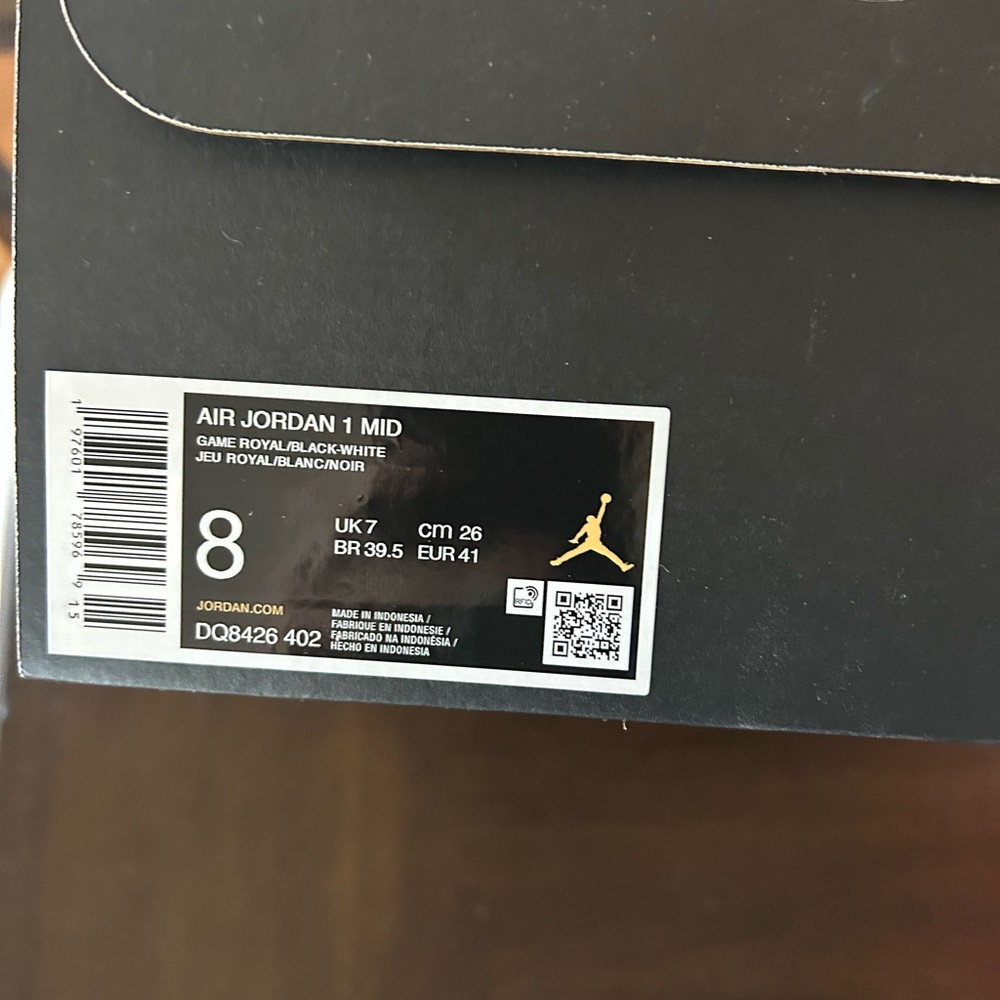 AIR JORDAN 1 MID
GAME ROYAL/BLACK-WHITE
JEU ROYAL/BLANC/NOIR
8
UK 7 cm 26
BR 39.5 EUR 41
JORDAN.COM
DQ8426 402
MADE IN INDONESIA /
FABRIQUE EN INDONESIE /
FABRICADO NA INDONÉSIA /
HECHO EN INDONESIA
RFID
1 97601 78596 9 15